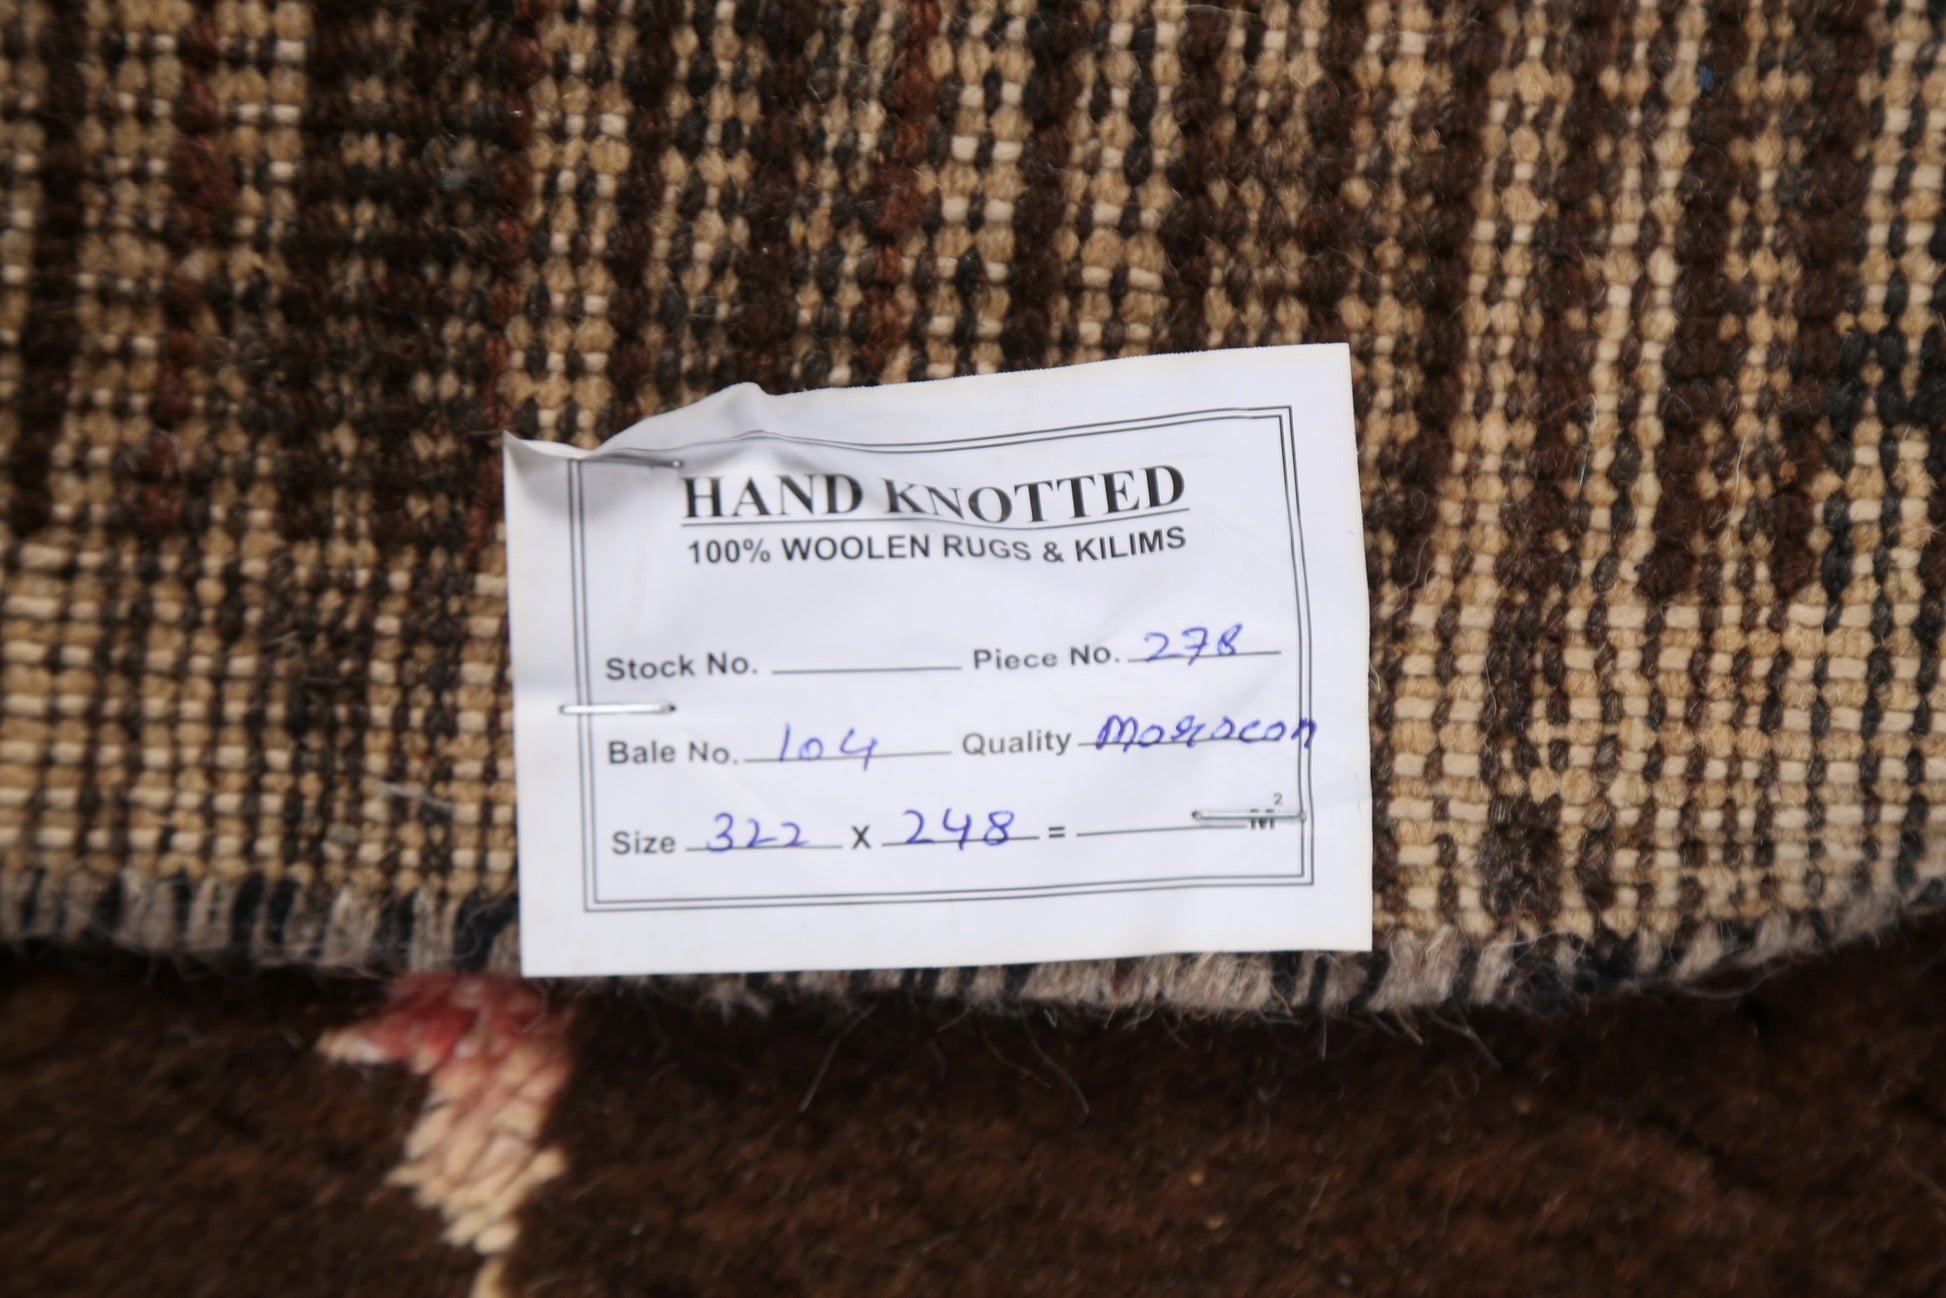 HAND KNOTTED
100% WOOLEN RUGS & KILIMS
Stock No. Piece No. 278
Bale No. 104 Quality Morocon
Size 322 X 248 = M²